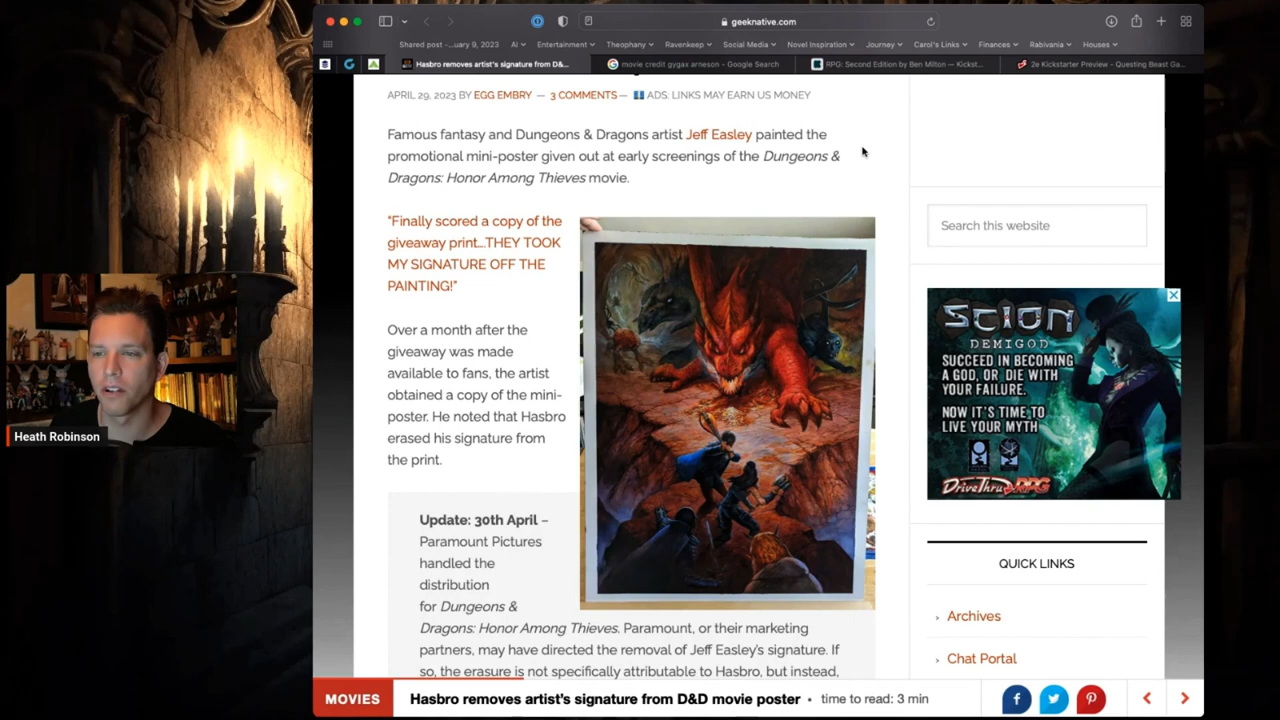 geeknative.com
Shared post -...uary 9, 2023 AI Entertainment Theophany Ravenkeep Social Media Novel Inspiration Journey Carol's Links Finances Rabivania Houses
Hasbro removes artist's signature from D&... movie credit gygax arneson - Google Search RPG: Second Edition by Ben Milton — Kickst... 2e Kickstarter Preview - Questing Beast Ga...
APRIL 29, 2023 BY EGG EMBRY — 3 COMMENTS — ADS: LINKS MAY EARN US MONEY
Famous fantasy and Dungeons & Dragons artist Jeff Easley painted the
promotional mini-poster given out at early screenings of the Dungeons &
Dragons: Honor Among Thieves movie.
"Finally scored a copy of the
giveaway print...THEY TOOK
MY SIGNATURE OFF THE
PAINTING!"
Over a month after the
giveaway was made
available to fans, the artist
obtained a copy of the mini-
poster. He noted that Hasbro
erased his signature from
the print.
Update: 30th April –
Paramount Pictures
handled the
distribution
for Dungeons &
Dragons: Honor Among Thieves. Paramount, or their marketing
partners, may have directed the removal of Jeff Easley's signature. If
so, the erasure is not specifically attributable to Hasbro, but instead,
Search this website
SCION
DEMIGOD
SUCCEED IN BECOMING
A GOD, OR DIE WITH
YOUR FAILURE.
NOW IT'S TIME TO
LIVE YOUR MYTH
DriveThruRPG
QUICK LINKS
Archives
Chat Portal
MOVIES Hasbro removes artist's signature from D&D movie poster • time to read: 3 min
Heath Robinson